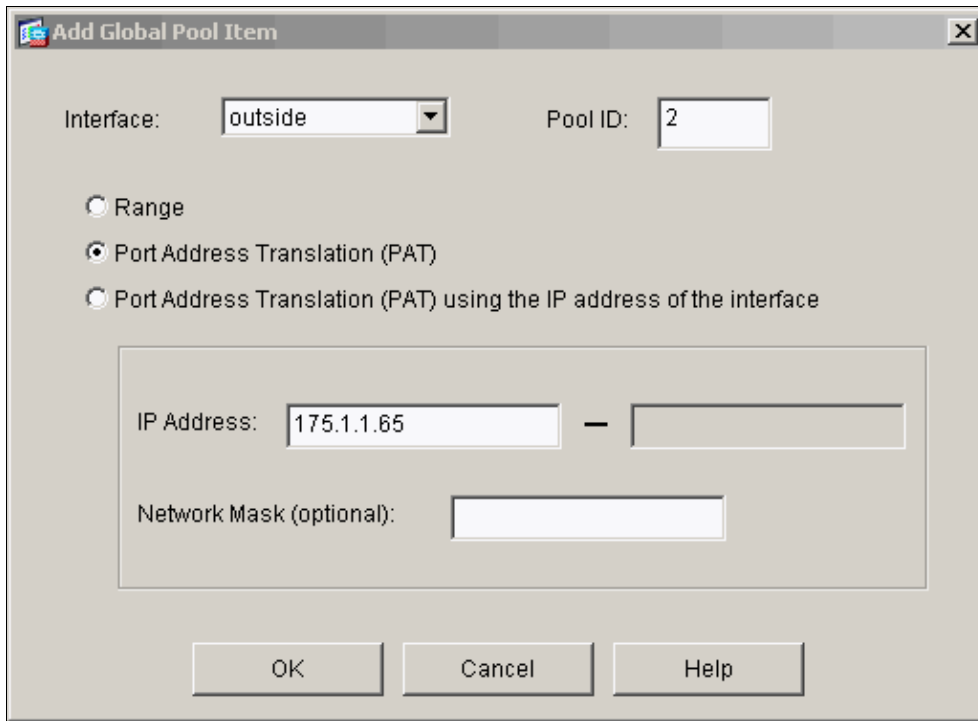 Add Global Pool Item
Interface: outside Pool ID: 2
Range
Port Address Translation (PAT)
Port Address Translation (PAT) using the IP address of the interface
IP Address: 175.1.1.65 –
Network Mask (optional):
OK Cancel Help